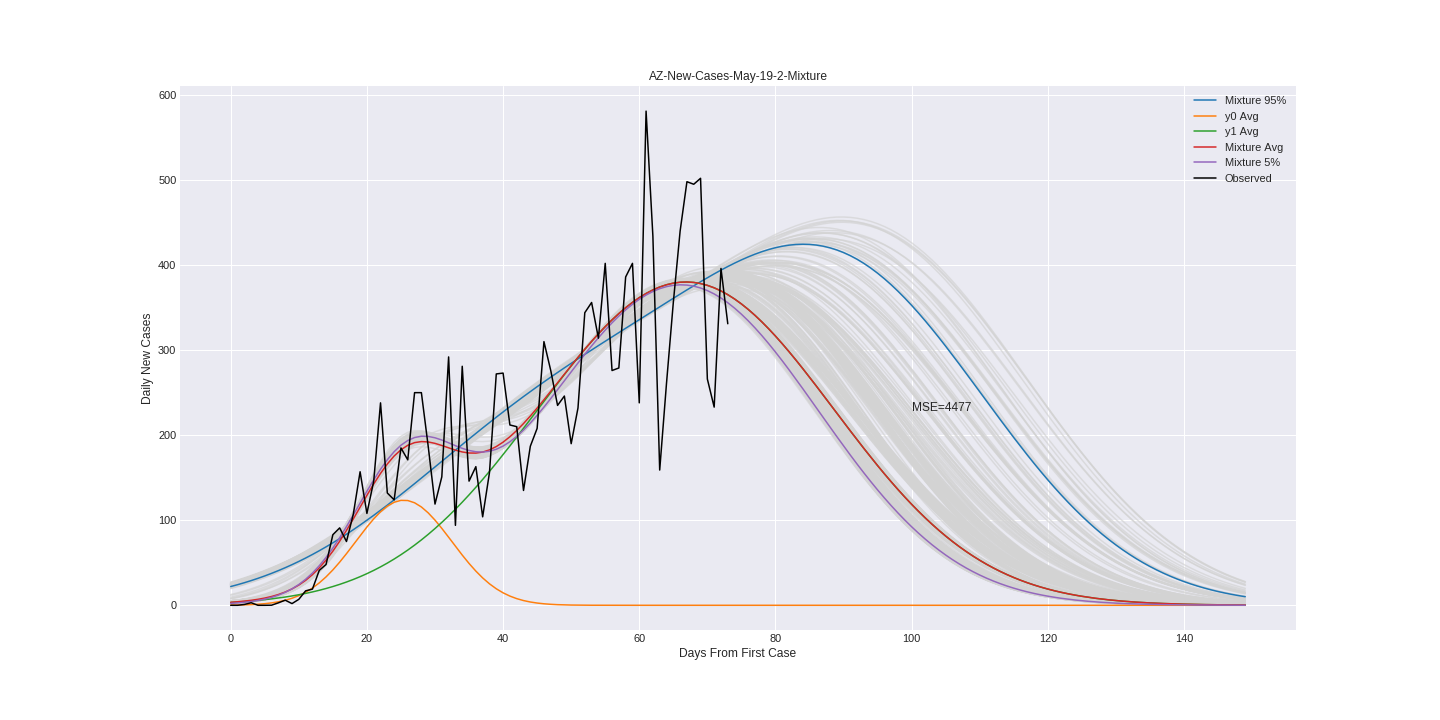 AZ-New-Cases-May-19-2-Mixture
600
500
400
300
200
100
0
Daily New Cases
Mixture 95%
y0 Avg
y1 Avg
Mixture Avg
Mixture 5%
Observed
MSE=4477
0 20 40 60 80 100 120 140
Days From First Case